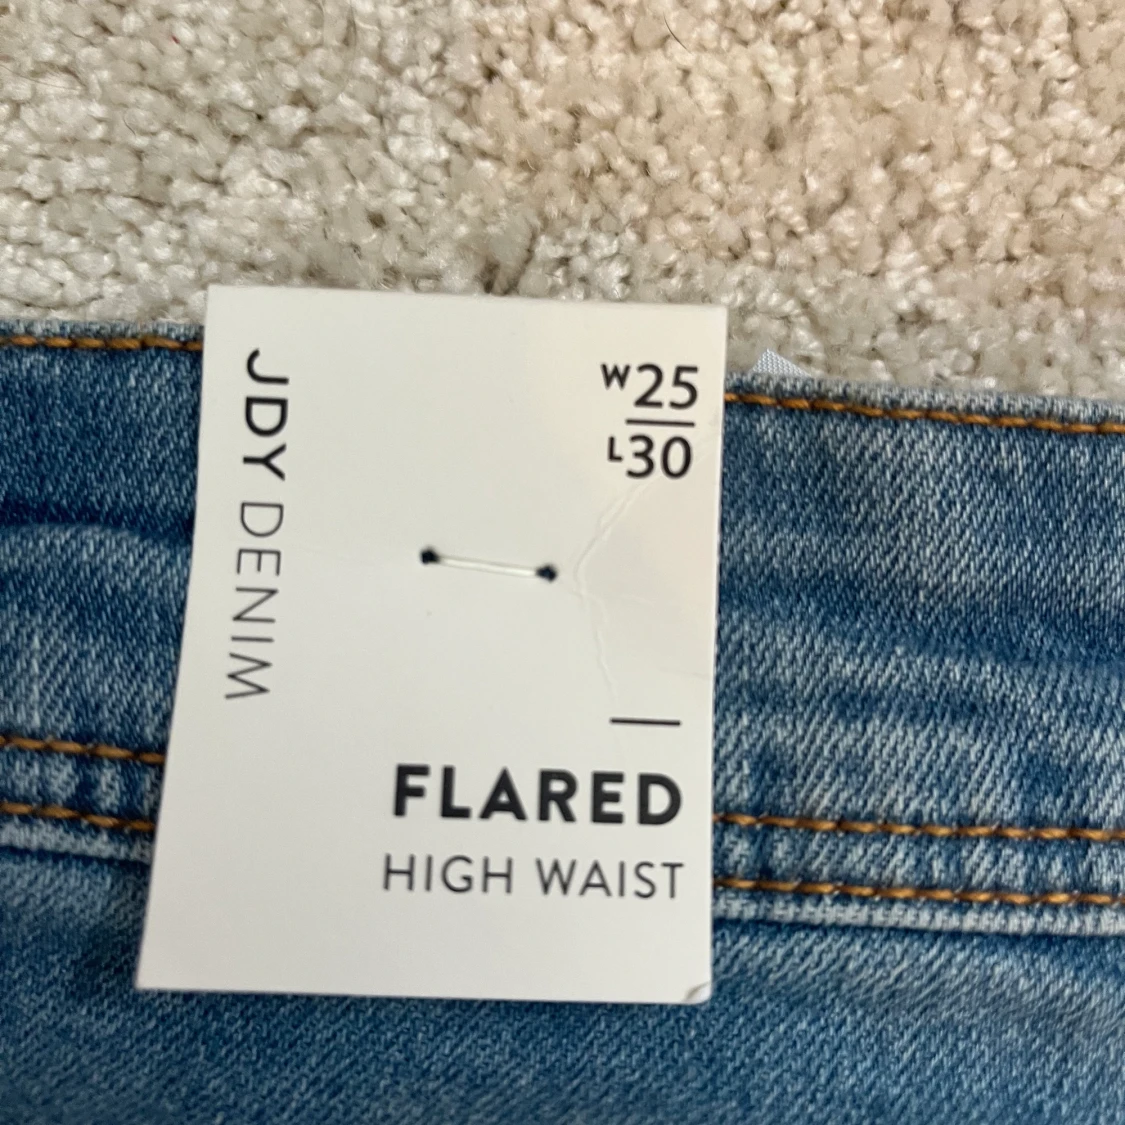 JDY DENIM
W25
L30
FLARED
HIGH WAIST